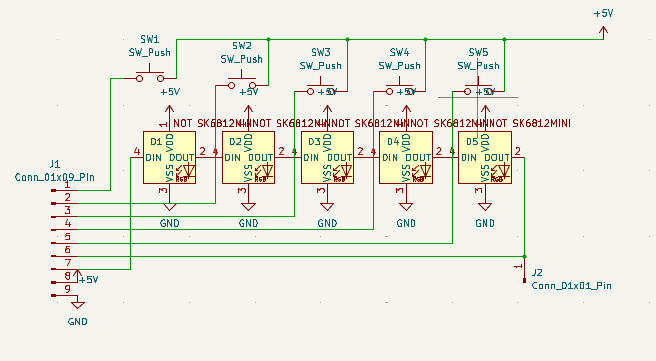 +5V
SW1
SW_Push
SW2
SW_Push
SW3
SW_Push
SW4
SW_Push
SW5
SW_Push
+5V
+5V
+5V
+5V
+5V
NOT SK6812MINI
NOT SK6812MINI
NOT SK6812MINI
NOT SK6812MINI
NOT SK6812MINI
D1
1
VDD
4
DIN
DOUT
2
VSS
RGB
3
D2
VDD
4
DIN
DOUT
2
VSS
RGB
3
D3
VDD
4
DIN
DOUT
2
VSS
RGB
3
D4
VDD
4
DIN
DOUT
2
VSS
RGB
3
D5
VDD
4
DIN
DOUT
2
VSS
RGB
3
GND
GND
GND
GND
GND
J1
Conn_01x09_Pin
1
2
3
4
5
6
7
8
+5V
9
GND
1
J2
Conn_01x01_Pin